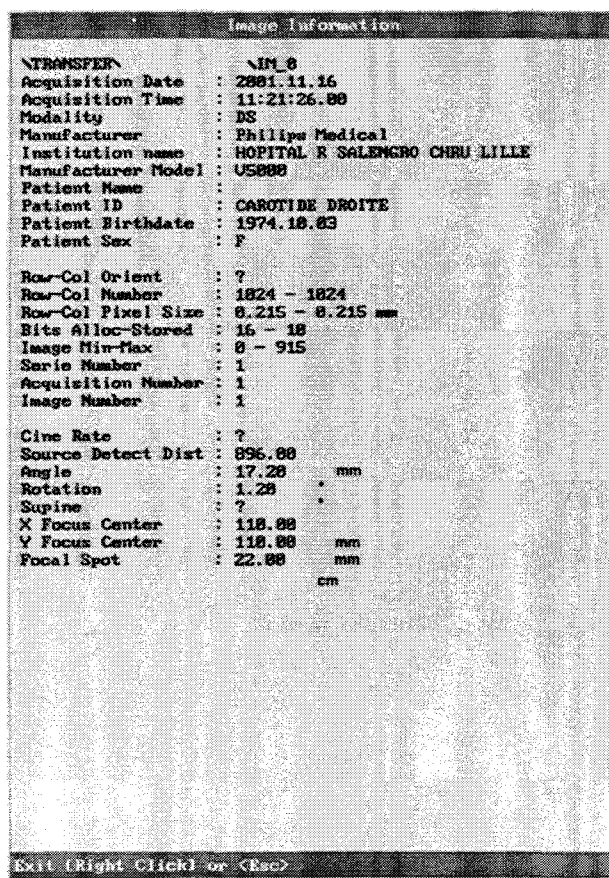 Image Information
\TRANSFER\ \IM_0
Acquisition Date : 2001.11.16
Acquisition Time : 11:21:26.00
Modality : DS
Manufacturer : Philips Medical
Institution name : HOPITAL R SALENGRO CHRU LILLE
Manufacturer Model : V5000
Patient Name :
Patient ID : CAROTIDE DROITE
Patient Birthdate : 1974.10.03
Patient Sex : F
Row-Col Orient : ?
Row-Col Number : 1024 - 1024
Row-Col Pixel Size : 0.215 - 0.215 mm
Bits Alloc-Stored : 16 - 10
Image Min-Max : 0 - 915
Serie Number : 1
Acquisition Number : 1
Image Number : 1
Cine Rate : ?
Source Detect Dist : 896.00
Angle : 17.20 mm
Rotation : 1.20 °
Supine : ? °
X Focus Center : 110.00
Y Focus Center : 110.00 mm
Focal Spot : 22.00 mm
cm
Exit [Right Click] or <Esc>